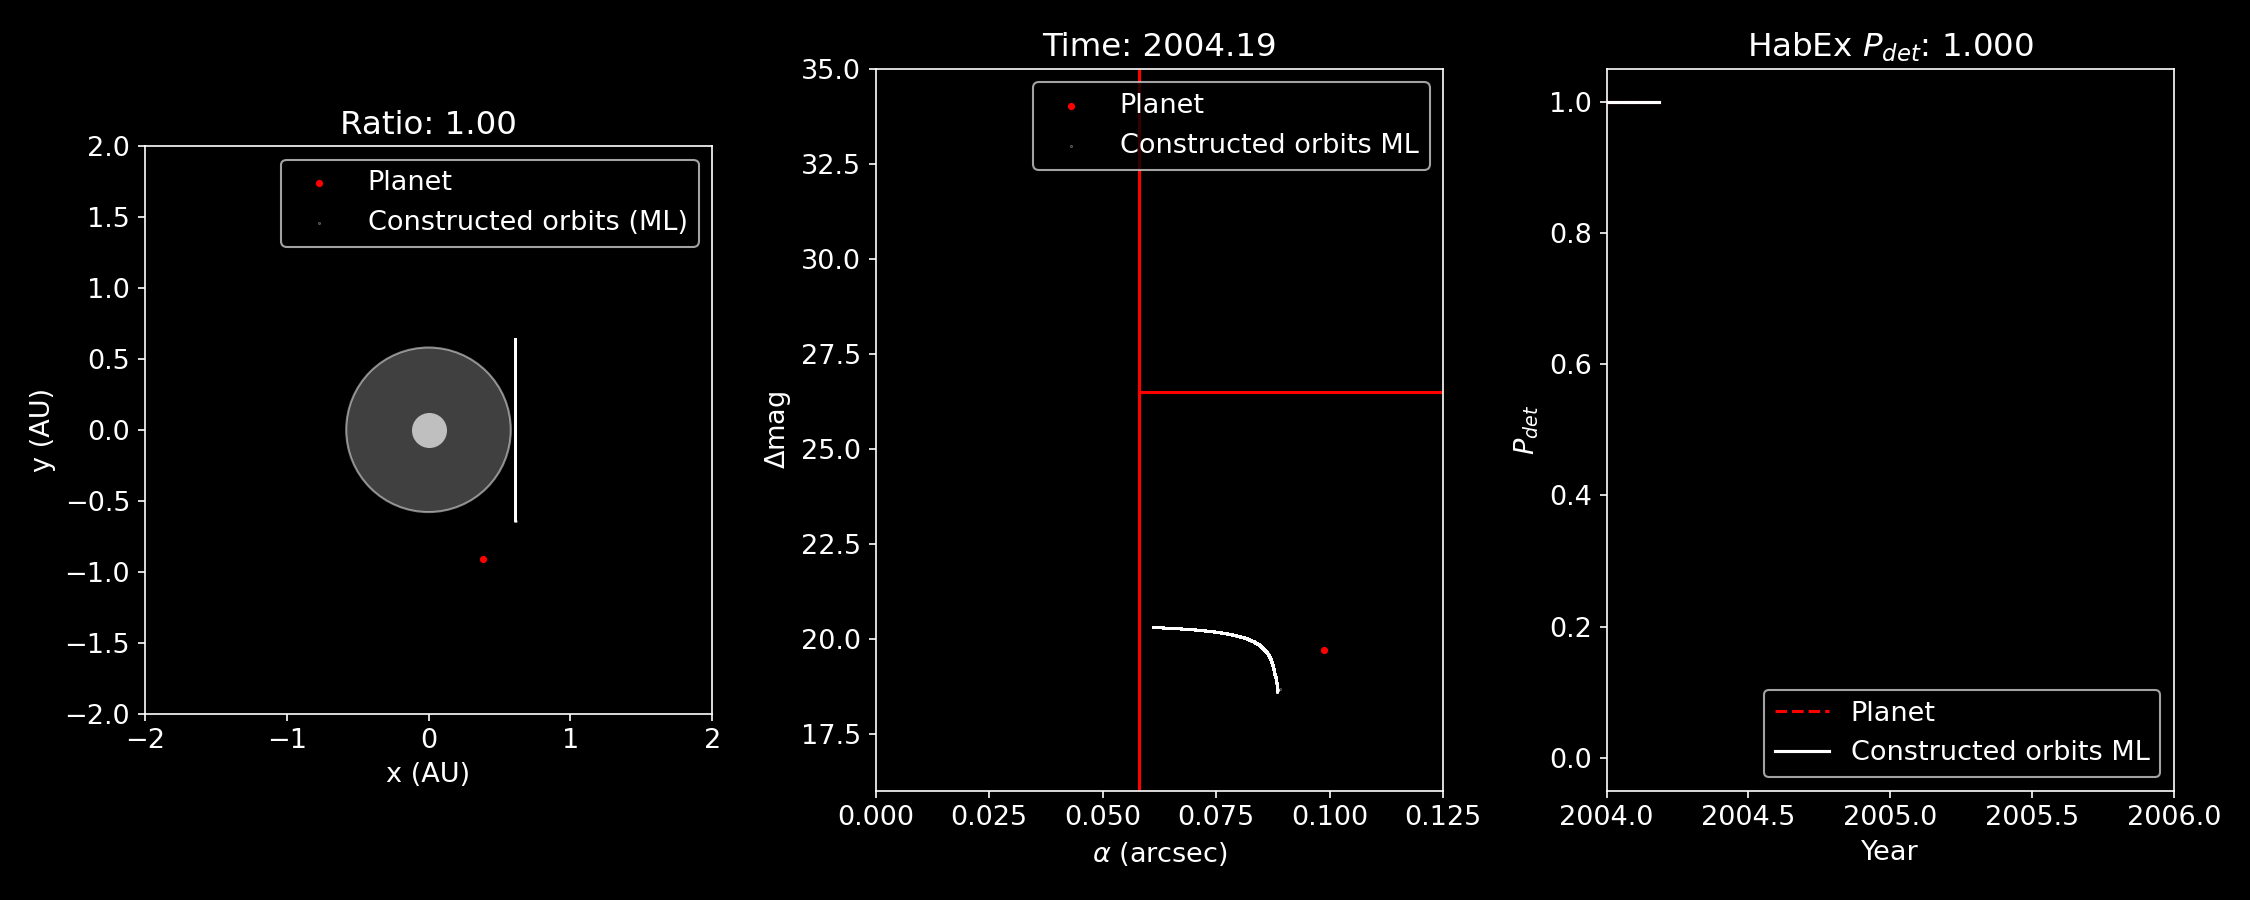 Ratio: 1.00
2.0
1.5
1.0
0.5
0.0
−0.5
−1.0
−1.5
−2.0
−2
−1
0
1
2
x (AU)
y (AU)
Planet
Constructed orbits (ML)
Time: 2004.19
35.0
32.5
30.0
27.5
25.0
22.5
20.0
17.5
0.000
0.025
0.050
0.075
0.100
0.125
α (arcsec)
Δmag
Planet
Constructed orbits ML
HabEx P_det: 1.000
1.0
0.8
0.6
0.4
0.2
0.0
2004.0
2004.5
2005.0
2005.5
2006.0
Year
P_det
Planet
Constructed orbits ML